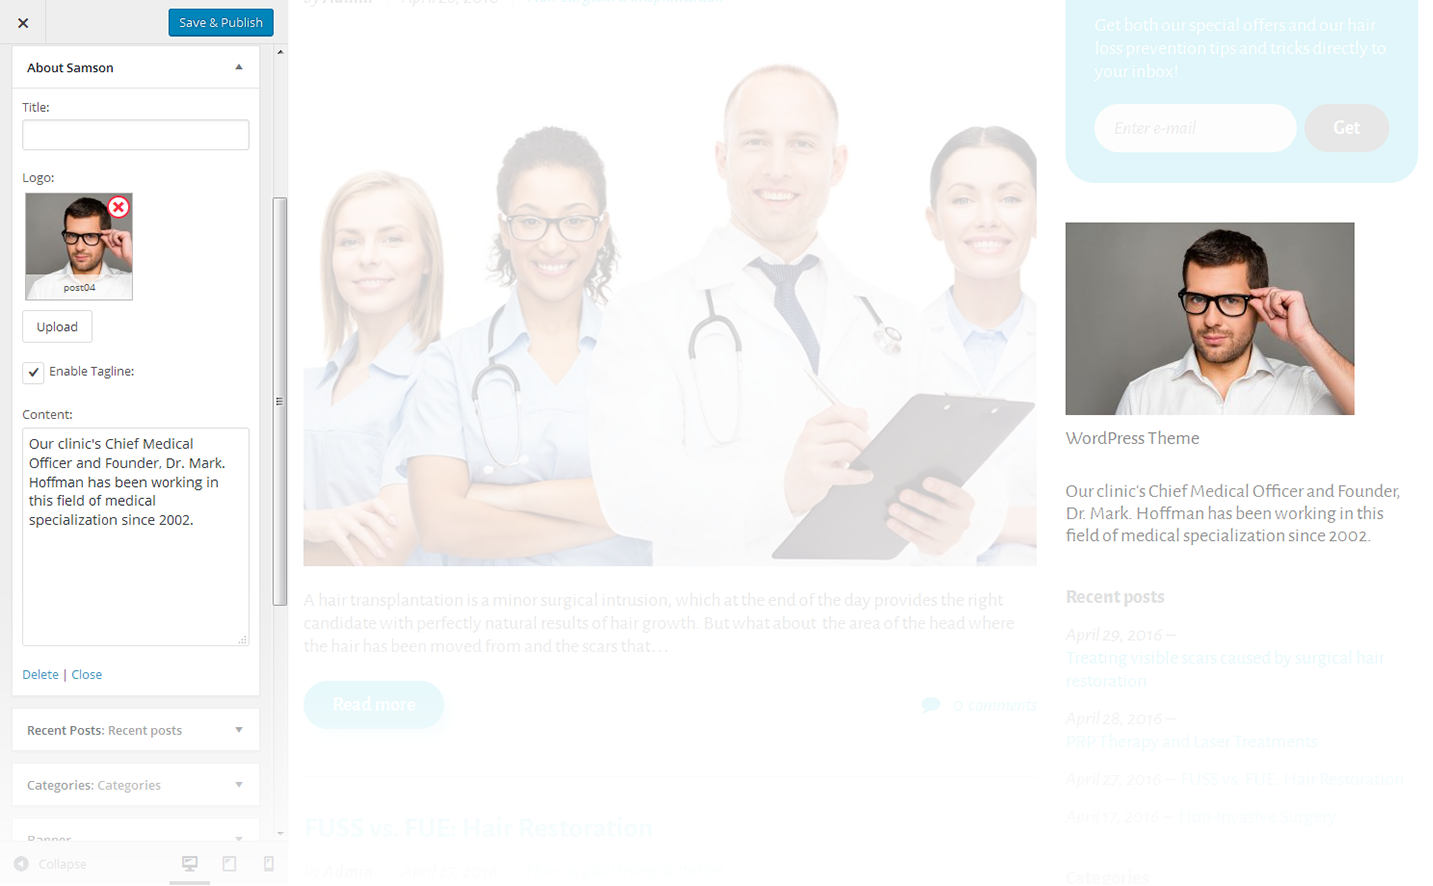 Save & Publish
About Samson
Title:
Logo:
post04
Upload
Enable Tagline:
Content:
Our clinic's Chief Medical
Officer and Founder, Dr. Mark.
Hoffman has been working in
this field of medical
specialization since 2002.
Delete | Close
Recent Posts: Recent posts
Categories: Categories
Banner
Collapse
by Admin
April 28, 2016
A hair transplantation is a minor surgical intrusion, which at the end of the day provides the right
candidate with perfectly natural results of hair growth. But what about the area of the head where
the hair has been moved from and the scars that…
Read more
0 comments
FUSS vs. FUE: Hair Restoration
by Admin
April 27, 2016
Get both our special offers and our hair
loss prevention tips and tricks directly to
your inbox!
Enter e-mail
Get
WordPress Theme
Our clinic's Chief Medical Officer and Founder,
Dr. Mark. Hoffman has been working in this
field of medical specialization since 2002.
Recent posts
April 29, 2016 –
Treating visible scars caused by surgical hair
restoration
April 28, 2016 –
PRP Therapy and Laser Treatments
April 27, 2016 – FUSS vs. FUE: Hair Restoration
April 17, 2016 – Non-Invasive Surgery
Categories